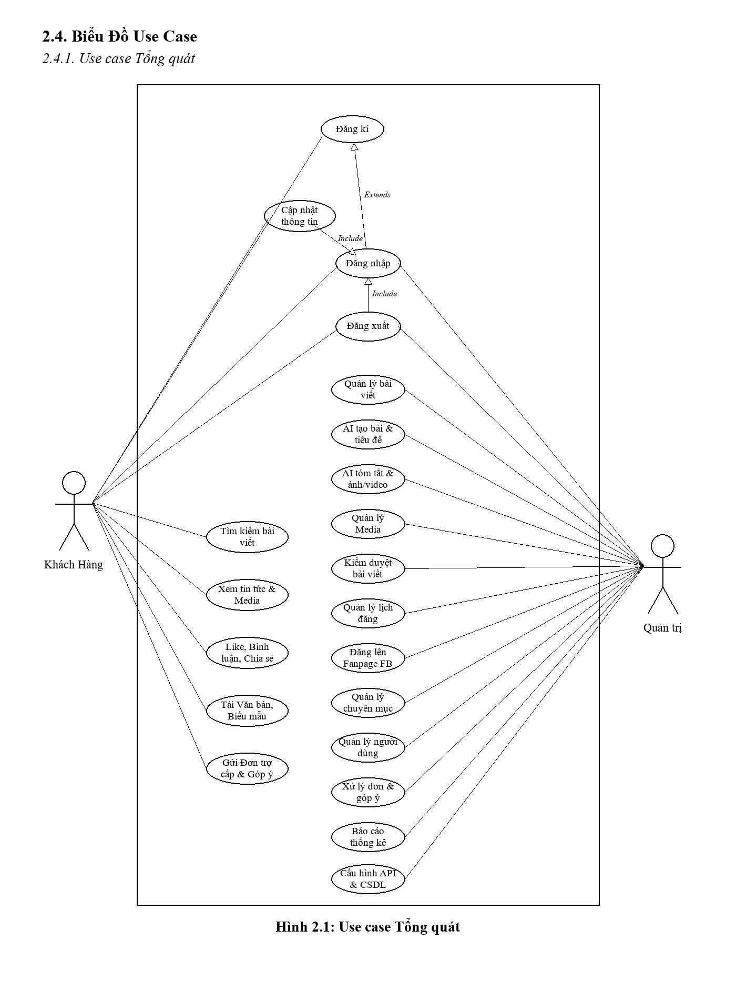 2.4. Biểu Đồ Use Case
2.4.1. Use case Tổng quát
Đăng kí
Extends
Cập nhật
thông tin
Include
Đăng nhập
Include
Đăng xuất
Quản lý bài
viết
AI tạo bài &
tiêu đề
AI tóm tắt &
ảnh/video
Quản lý
Media
Kiểm duyệt
bài viết
Quản lý lịch
đăng
Đăng lên
Fanpage FB
Quản lý
chuyên mục
Quản lý người
dùng
Xử lý đơn &
góp ý
Báo cáo
thống kê
Cấu hình API
& CSDL
Khách Hàng
Tìm kiếm bài
viết
Xem tin tức &
Media
Like, Bình
luận, Chia sẻ
Tải Văn bản,
Biểu mẫu
Gửi Đơn trợ
cấp & Góp ý
Quản trị
Hình 2.1: Use case Tổng quát